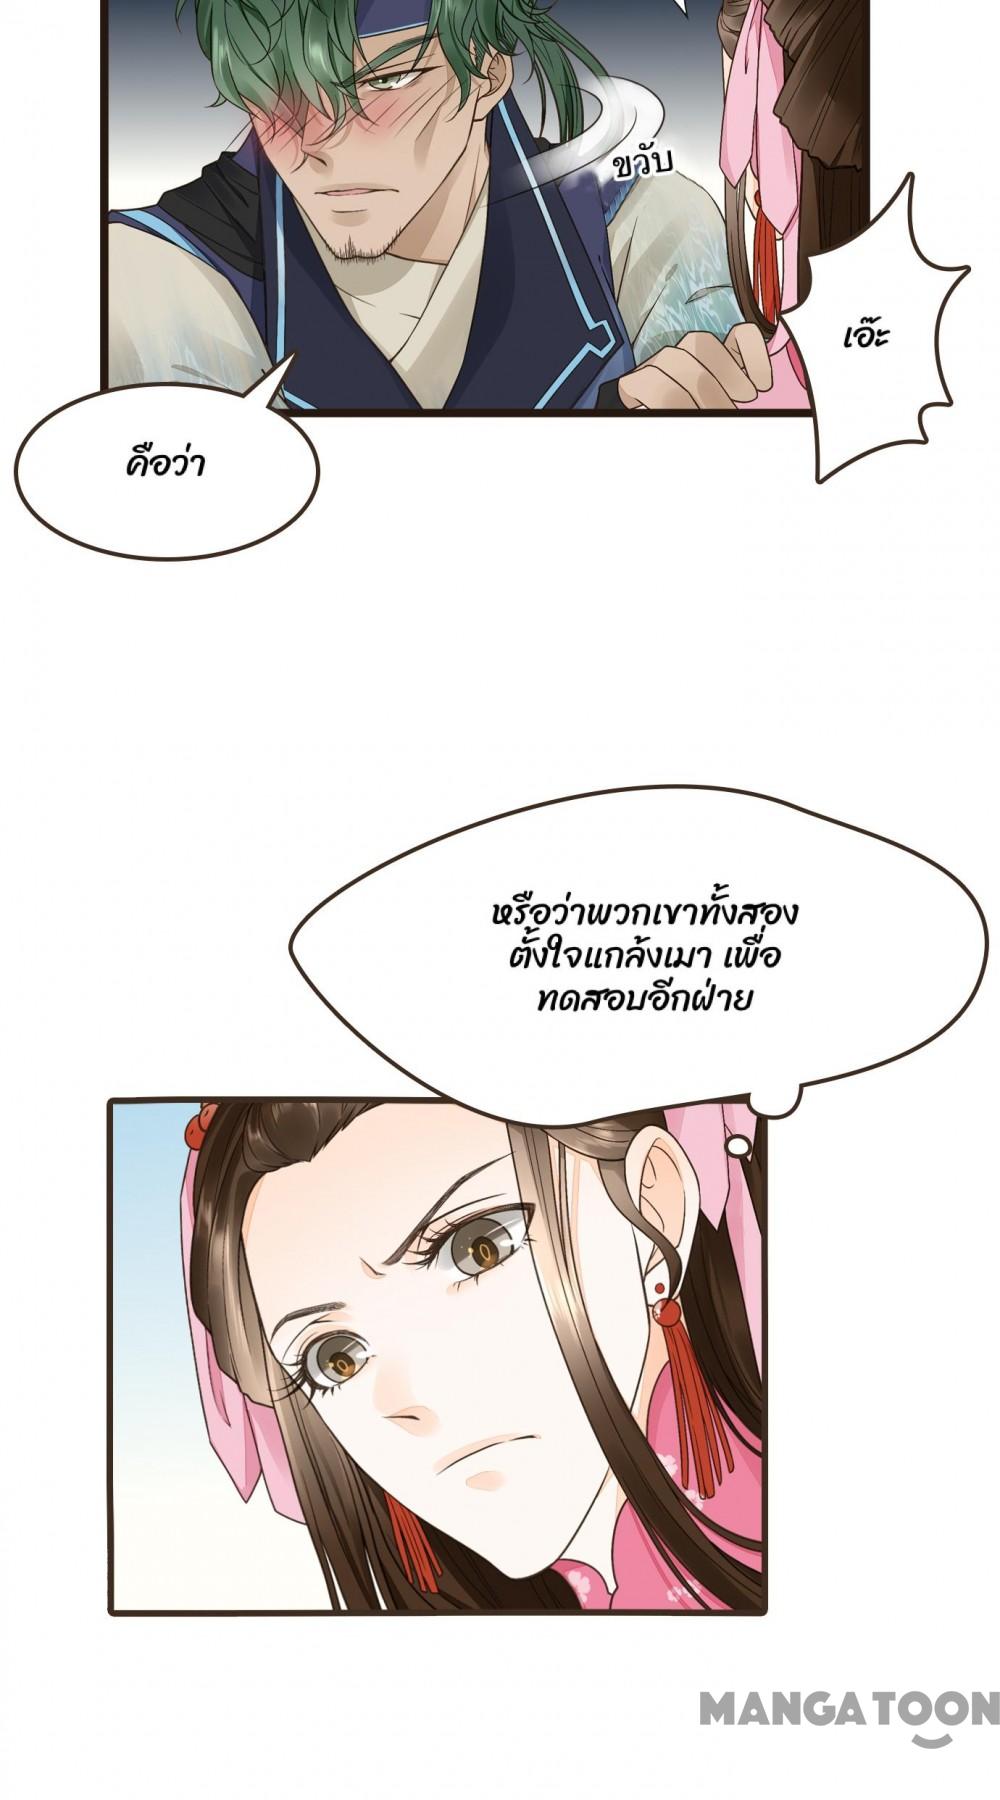 ขวับ
เอ๊ะ
คือว่า
หรือว่าพวกเขาทั้งสอง
ตั้งใจแกล้งเมา เพื่อ
ทดสอบอีกฝ่าย
MANGATOON